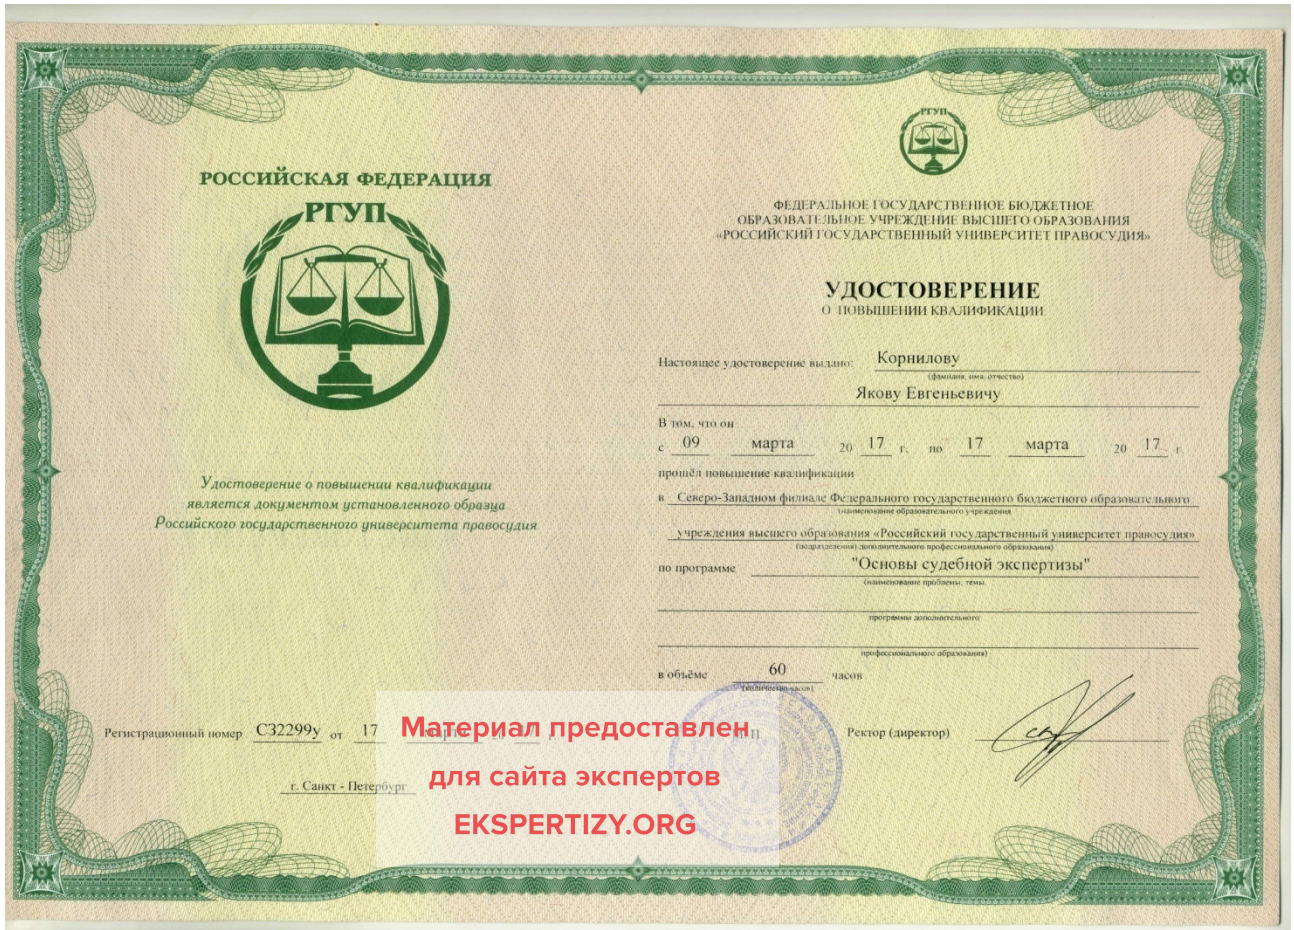 РОССИЙСКАЯ ФЕДЕРАЦИЯ
РГУП
Удостоверение о повышении квалификации
является документом установленного образца
Российского государственного университета правосудия
Регистрационный номер СЗ2299у от 17 марта 20 17 г.
г. Санкт - Петербург
РГУП
ФЕДЕРАЛЬНОЕ ГОСУДАРСТВЕННОЕ БЮДЖЕТНОЕ
ОБРАЗОВАТЕЛЬНОЕ УЧРЕЖДЕНИЕ ВЫСШЕГО ОБРАЗОВАНИЯ
«РОССИЙСКИЙ ГОСУДАРСТВЕННЫЙ УНИВЕРСИТЕТ ПРАВОСУДИЯ»
УДОСТОВЕРЕНИЕ
О ПОВЫШЕНИИ КВАЛИФИКАЦИИ
Настоящее удостоверение выдано: Корнилову
(фамилия, имя, отчество)
Якову Евгеньевичу
В том, что он
с 09 марта 20 17 г. по 17 марта 20 17 г.
прошёл повышение квалификации
в Северо-Западном филиале Федерального государственного бюджетного образовательного
(наименование образовательного учреждения
учреждения высшего образования «Российский государственный университет правосудия»
(подразделения) дополнительного профессионального образования)
по программе "Основы судебной экспертизы"
(наименование проблемы, темы,
программы дополнительного
профессионального образования)
в объёме 60 часов
(количество часов)
М.П. Ректор (директор)
Материал предоставлен
для сайта экспертов
EKSPERTIZY.ORG